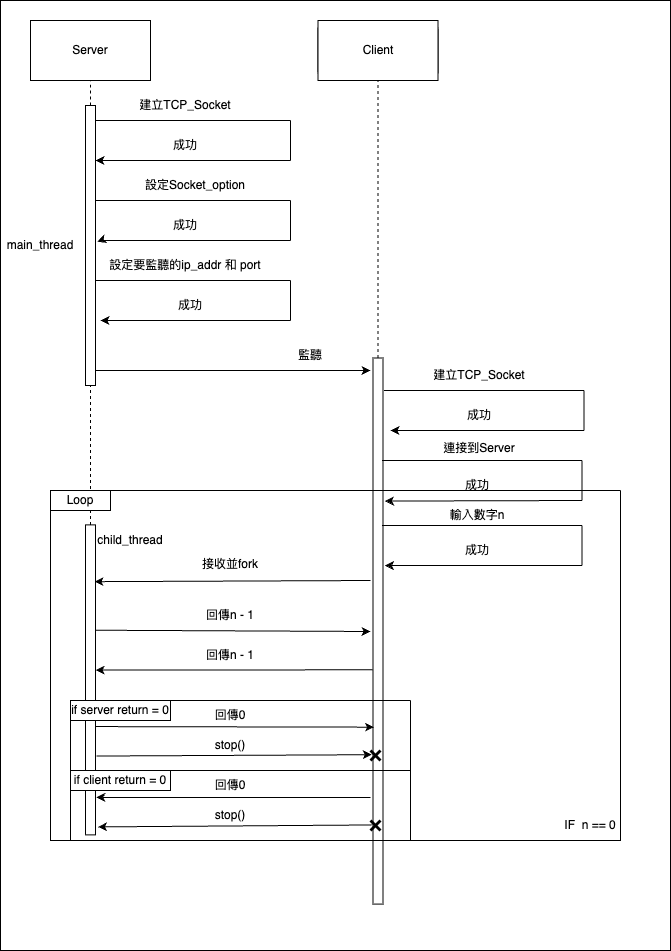 Server
Client
建立TCP_Socket
成功
設定Socket_option
成功
main_thread
設定要監聽的ip_addr 和 port
成功
監聽
建立TCP_Socket
成功
連接到Server
成功
Loop
輸入數字n
child_thread
成功
接收並fork
回傳n - 1
回傳n - 1
if server return = 0
回傳0
stop()
if client return = 0
回傳0
stop()
IF n == 0